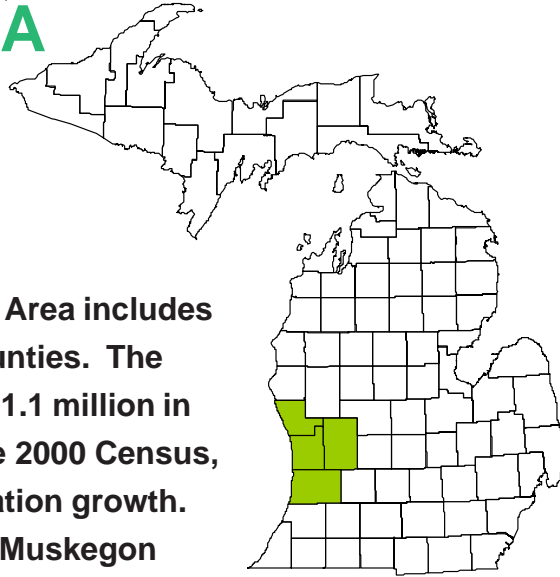 A
Area includes
unties. The
1.1 million in
e 2000 Census,
ation growth.
Muskegon